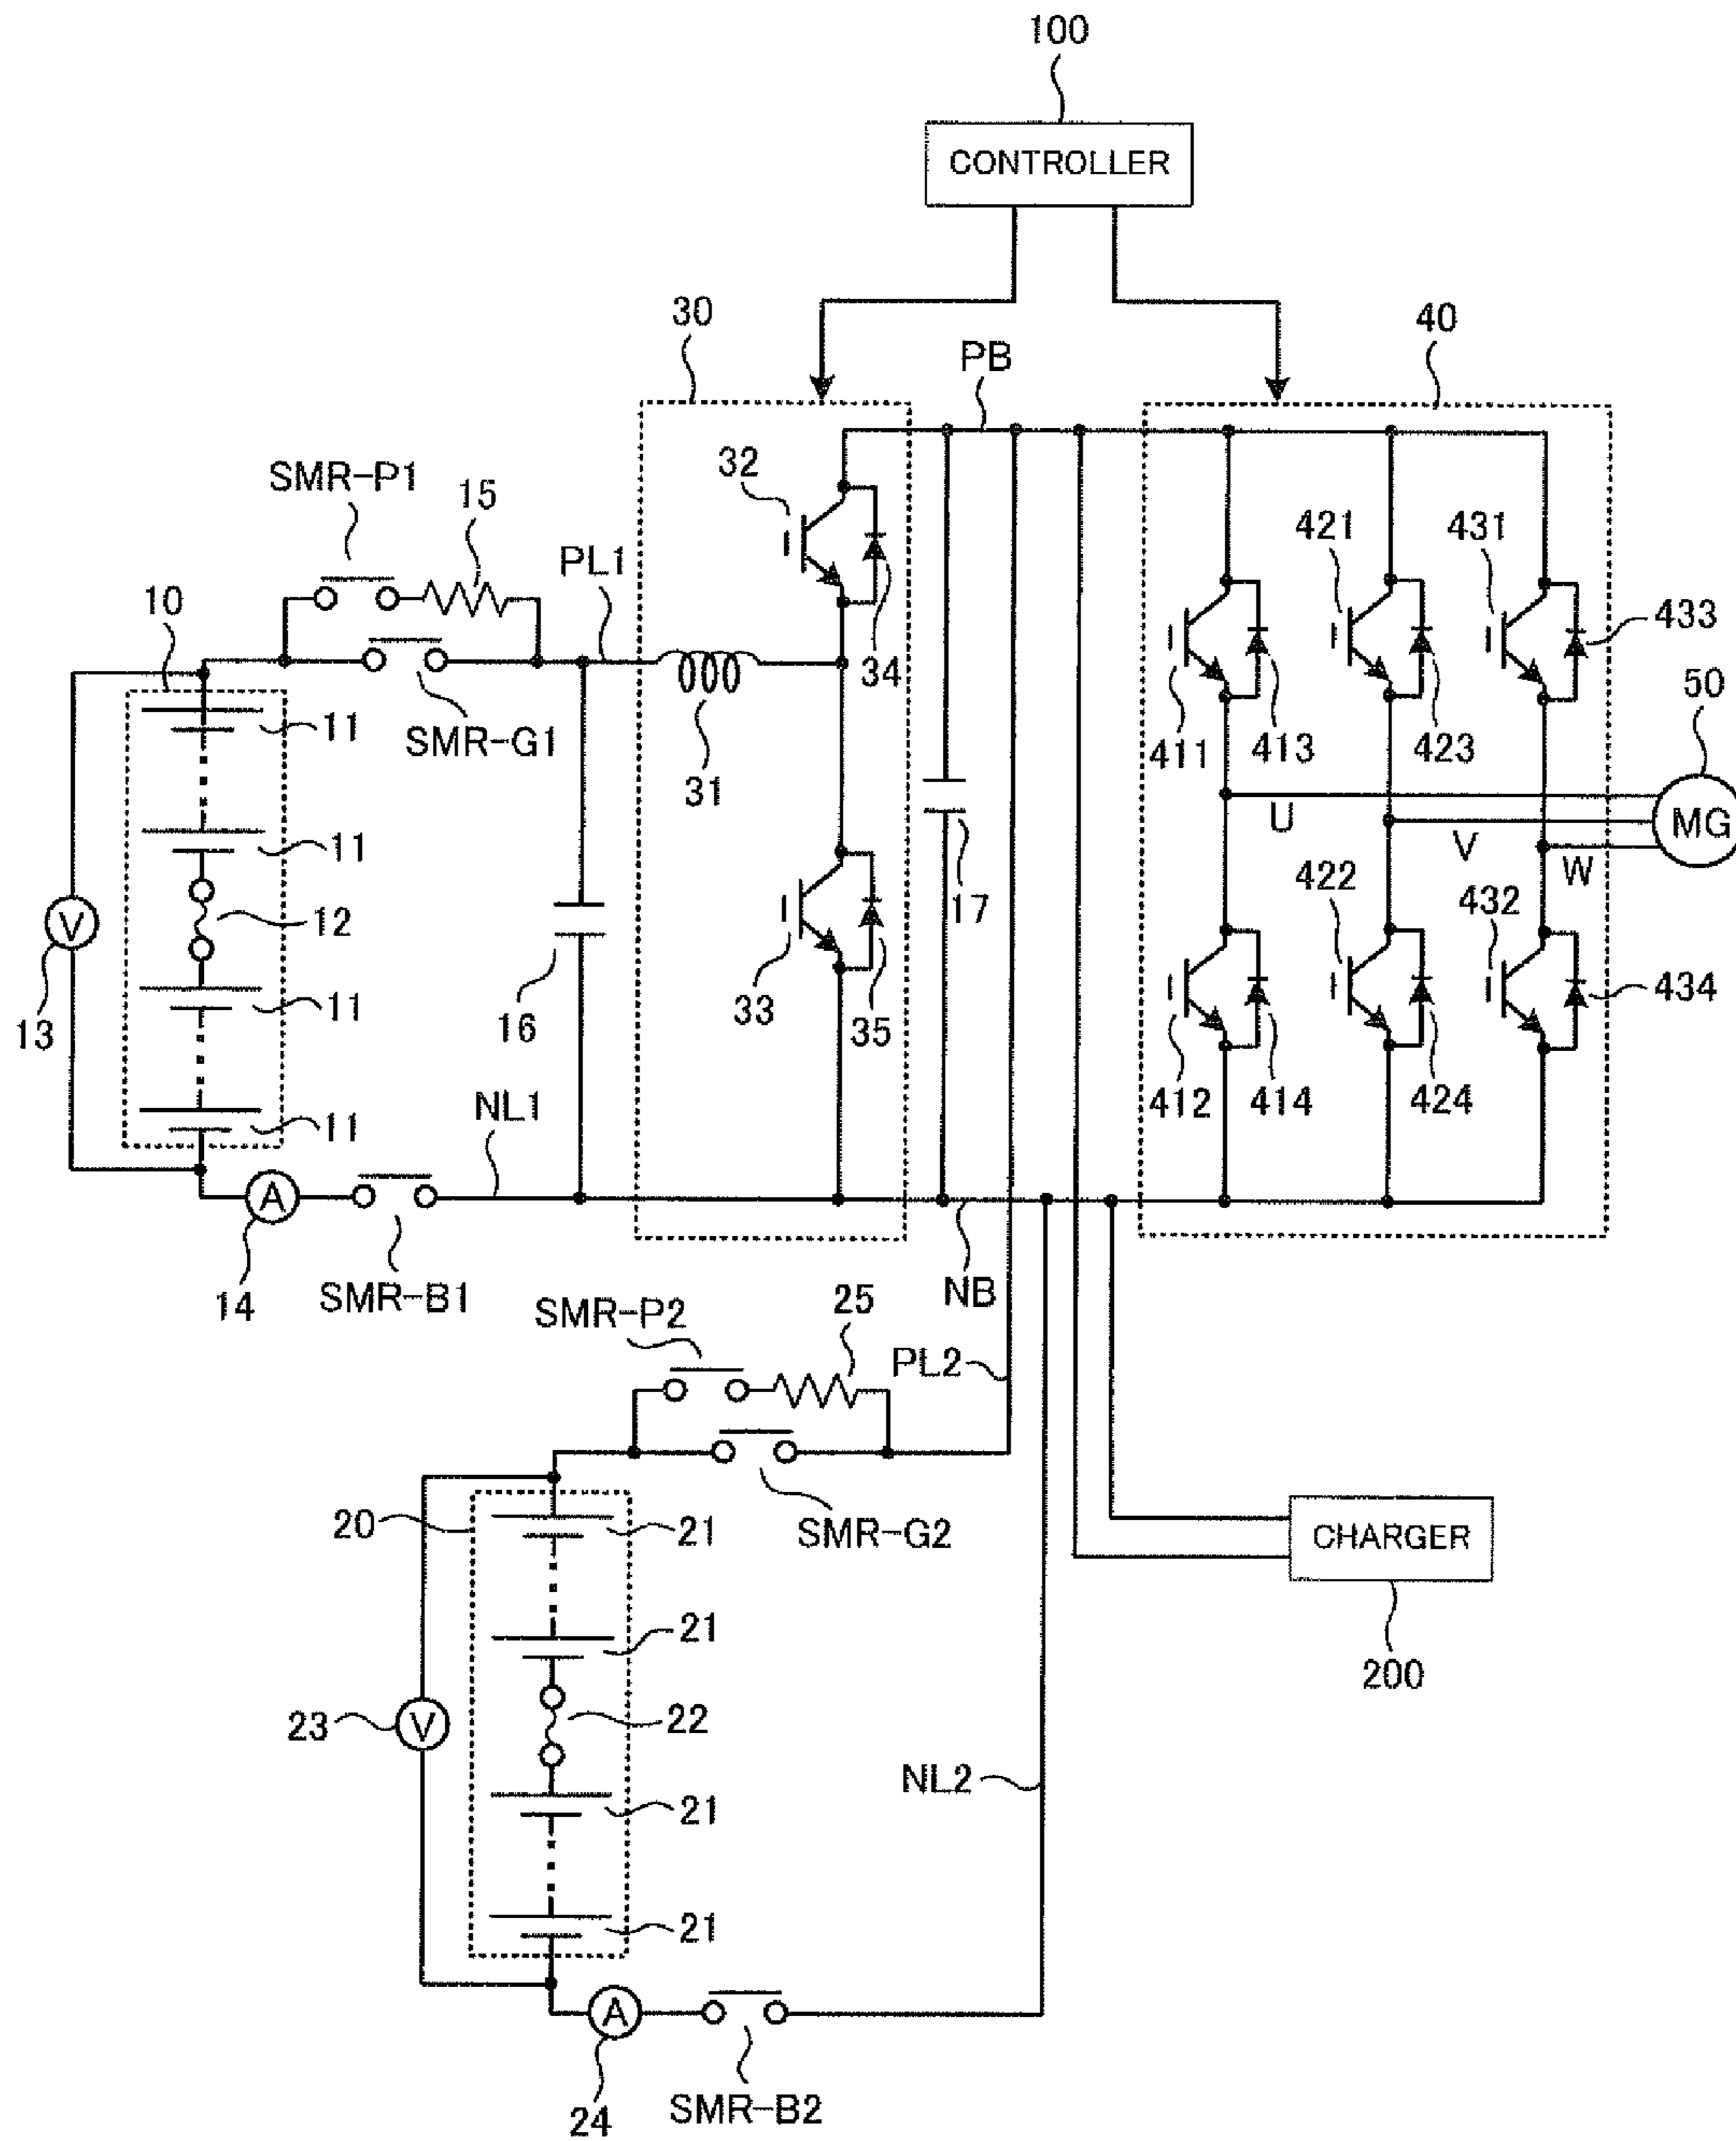 100
CONTROLLER
30
40
PB
SMR-P1
15
32
421
431
PL1
10
433
34
50
11
SMR-G1
31
411
413
423
MG
U
V
W
11
12
V
17
422
432
13
11
16
33
35
434
NL1
412
414
424
11
A
14
SMR-B1
NB
SMR-P2
25
PL2
20
21
SMR-G2
CHARGER
21
200
23
V
22
NL2
21
21
A
24
SMR-B2